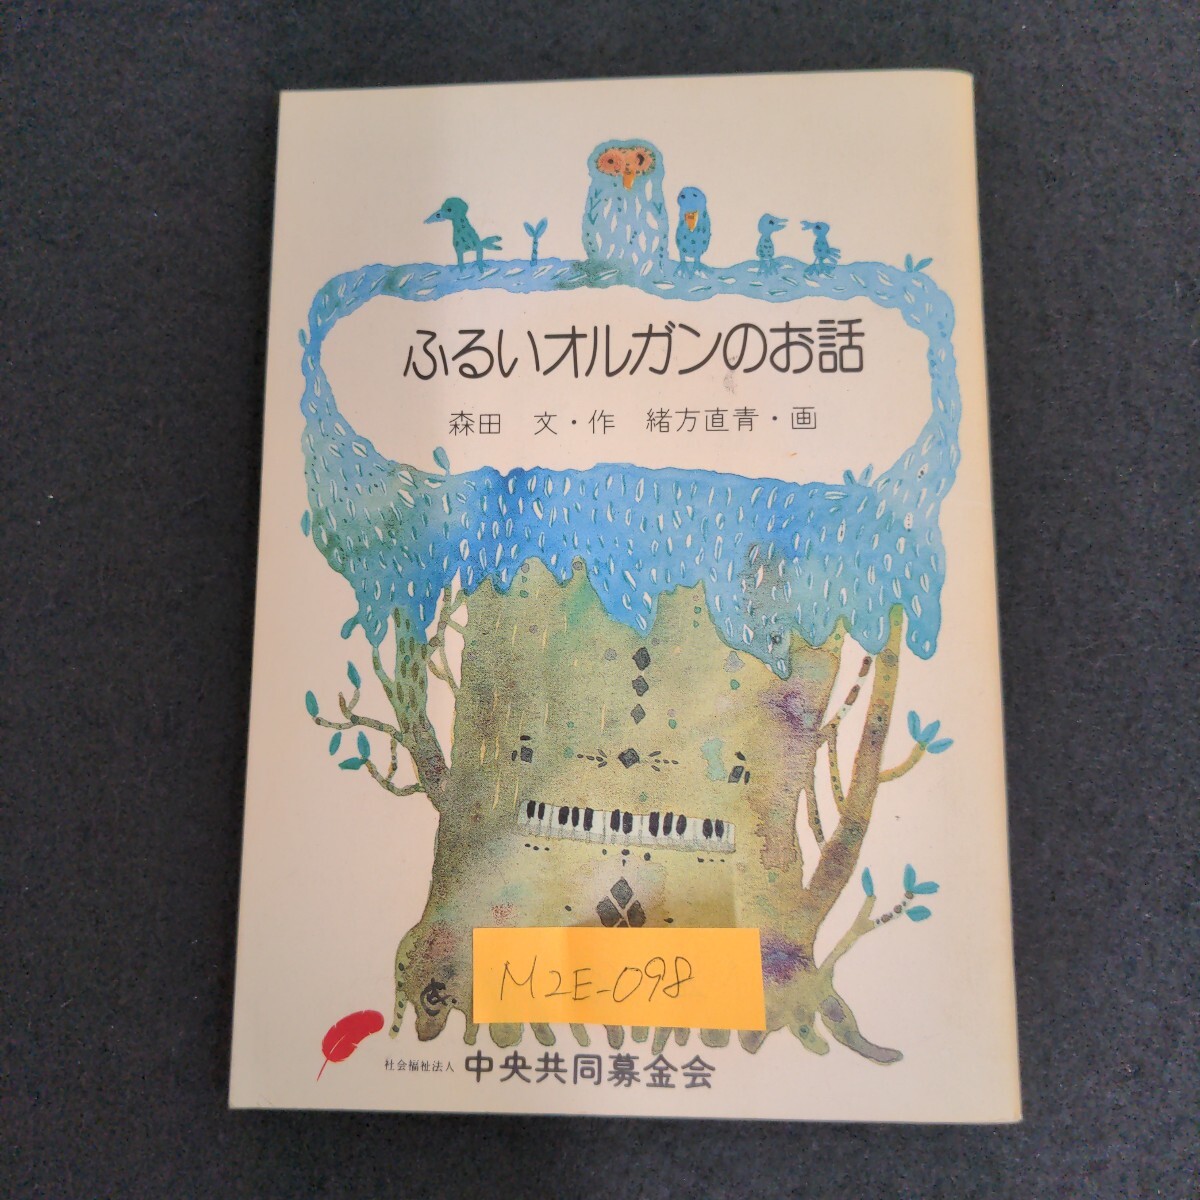 ふるいオルガンのお話
森田 文・作 緒方直青・画
M2E-098
社会福祉法人 中央共同募金会